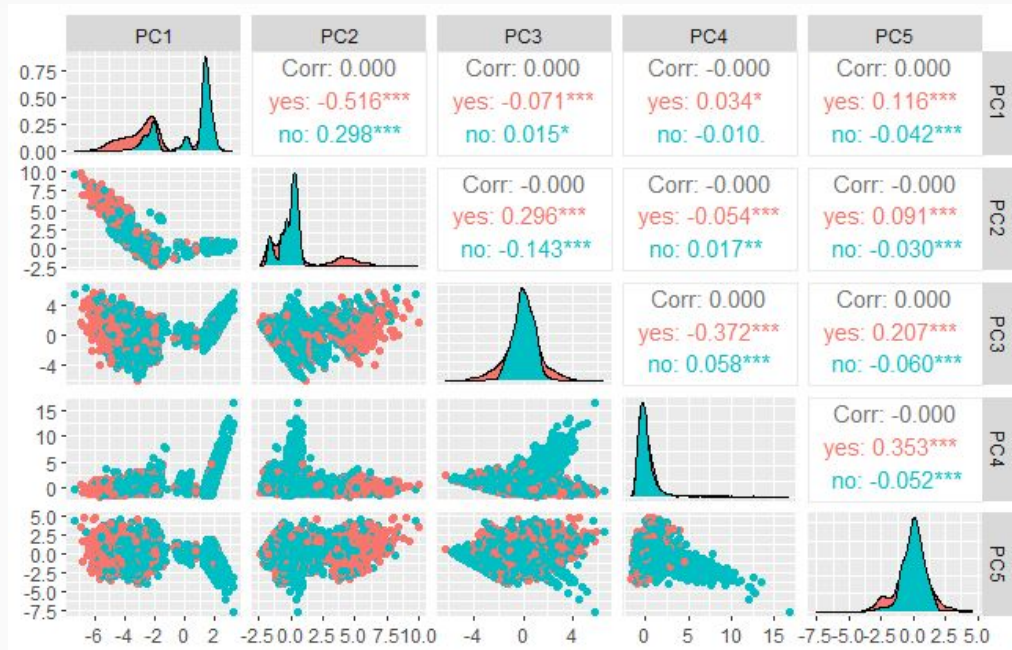 PC1 PC2 PC3 PC4 PC5
0.75
0.50
0.25
0.00
Corr: 0.000 Corr: 0.000 Corr: -0.000 Corr: 0.000
yes: -0.516*** yes: -0.071*** yes: 0.034* yes: 0.116***
no: 0.298*** no: 0.015* no: -0.010. no: -0.042***
PC1
10.0
7.5
5.0
2.5
0.0
-2.5
Corr: -0.000 Corr: -0.000 Corr: -0.000
yes: 0.296*** yes: -0.054*** yes: 0.091***
no: -0.143*** no: 0.017** no: -0.030***
PC2
4
0
-4
Corr: 0.000 Corr: 0.000
yes: -0.372*** yes: 0.207***
no: 0.058*** no: -0.060***
PC3
15
10
5
0
Corr: -0.000
yes: 0.353***
no: -0.052***
PC4
5.0
2.5
0.0
-2.5
-5.0
-7.5
PC5
-6 -4 -2 0 2 -2.5 0.0 2.5 5.0 7.5 10.0 -4 0 4 0 5 10 15 -7.5 -5.0 -2.5 0.0 2.5 5.0